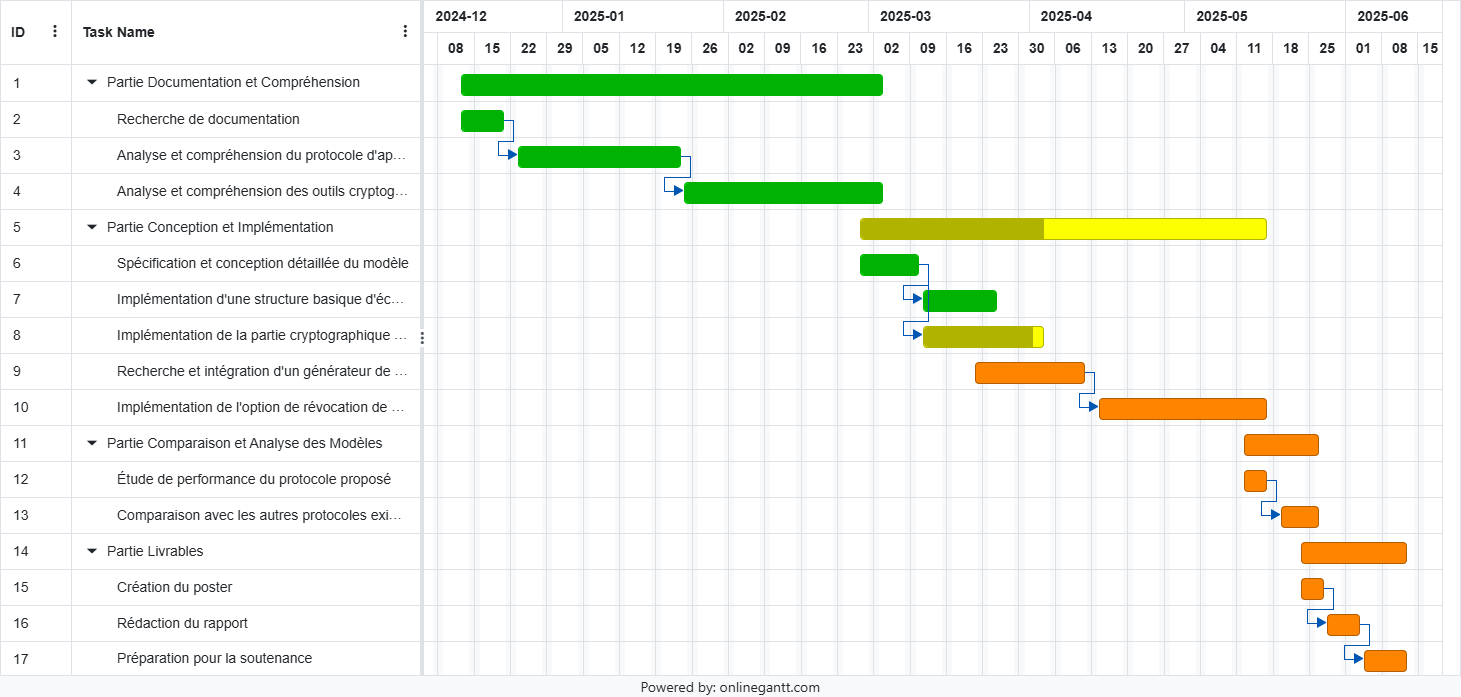 ID Task Name 2024-12 2025-01 2025-02 2025-03 2025-04 2025-05 2025-06
08 15 22 29 05 12 19 26 02 09 16 23 02 09 16 23 30 06 13 20 27 04 11 18 25 01 08 15
1 Partie Documentation et Compréhension
2 Recherche de documentation
3 Analyse et compréhension du protocole d'ap...
4 Analyse et compréhension des outils cryptog...
5 Partie Conception et Implémentation
6 Spécification et conception détaillée du modèle
7 Implémentation d'une structure basique d'éc...
8 Implémentation de la partie cryptographique ...
9 Recherche et intégration d'un générateur de ...
10 Implémentation de l'option de révocation de ...
11 Partie Comparaison et Analyse des Modèles
12 Étude de performance du protocole proposé
13 Comparaison avec les autres protocoles exi...
14 Partie Livrables
15 Création du poster
16 Rédaction du rapport
17 Préparation pour la soutenance
Powered by: onlinegantt.com